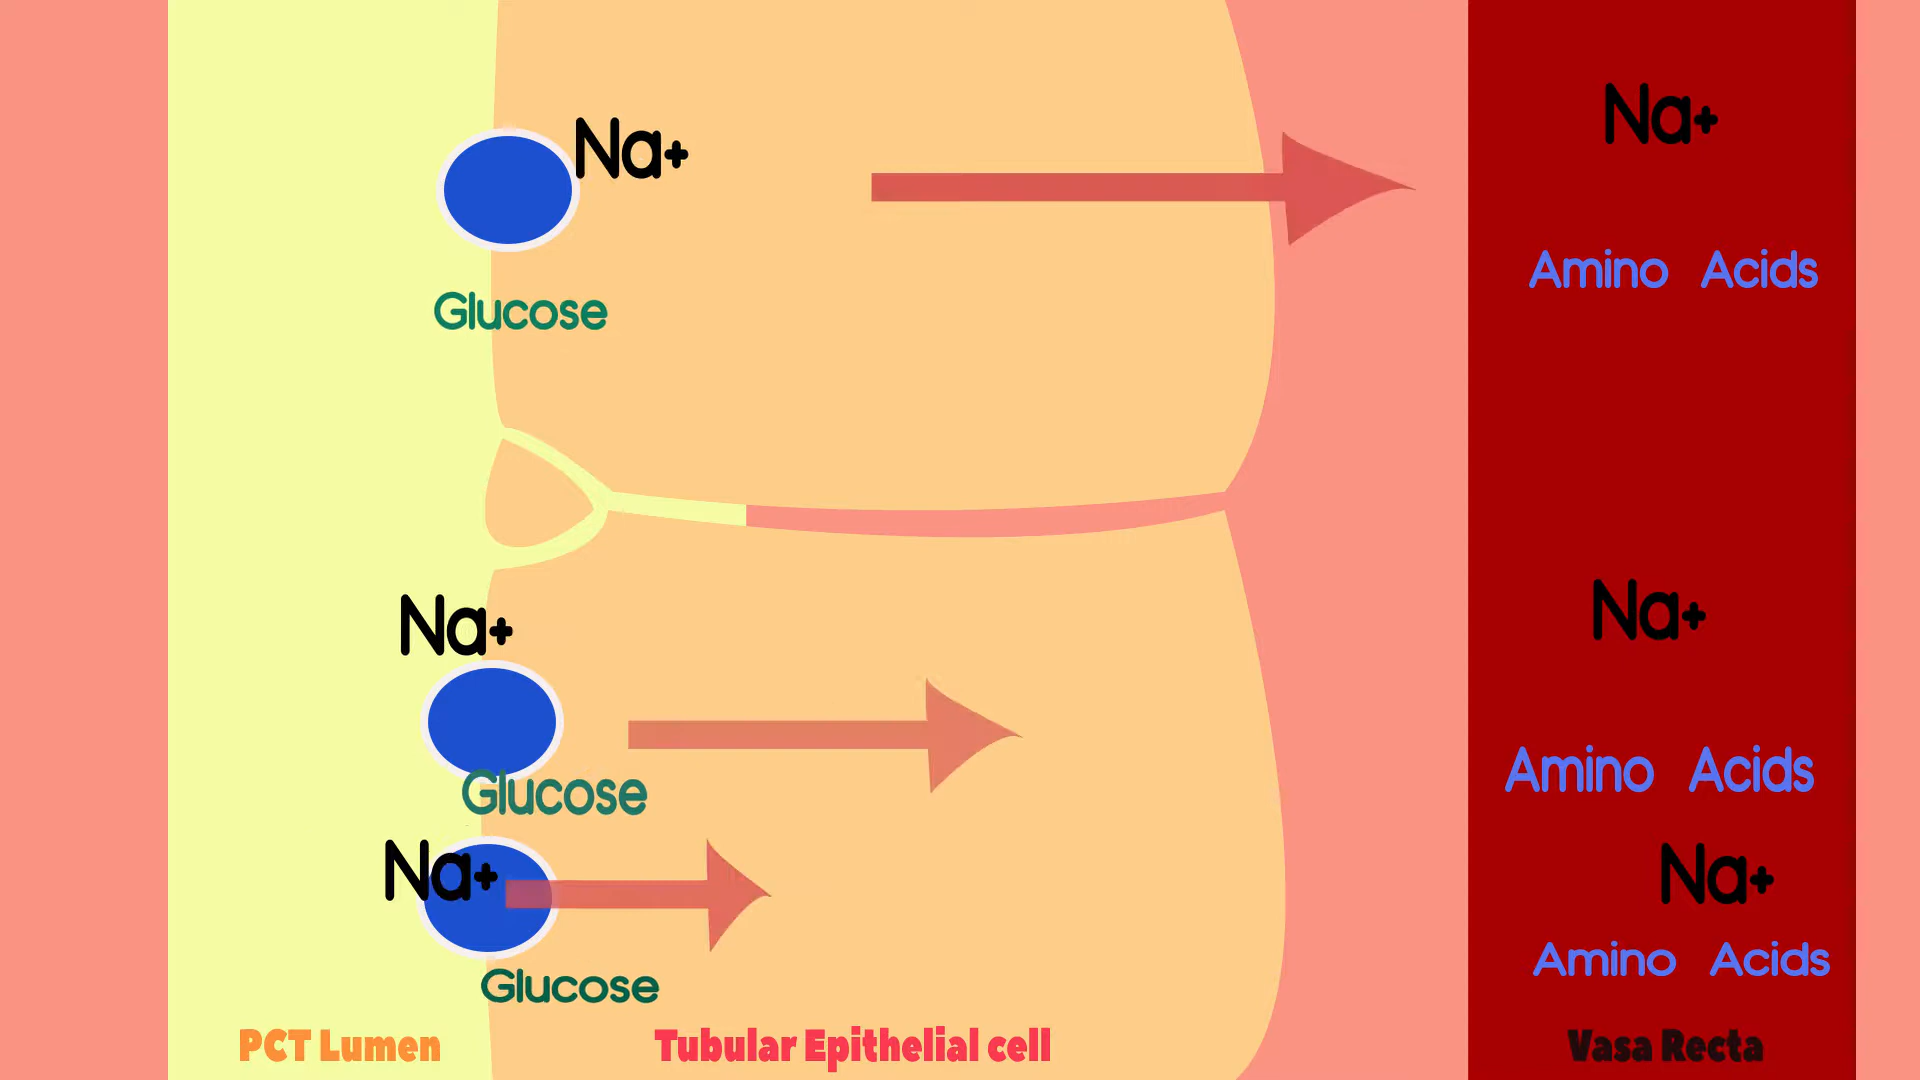 Na+
Na+
Amino Acids
Glucose
Na+
Na+
Amino Acids
Glucose
Na+
Na+
Amino Acids
Glucose
PCT Lumen
Tubular Epithelial cell
Vasa Recta